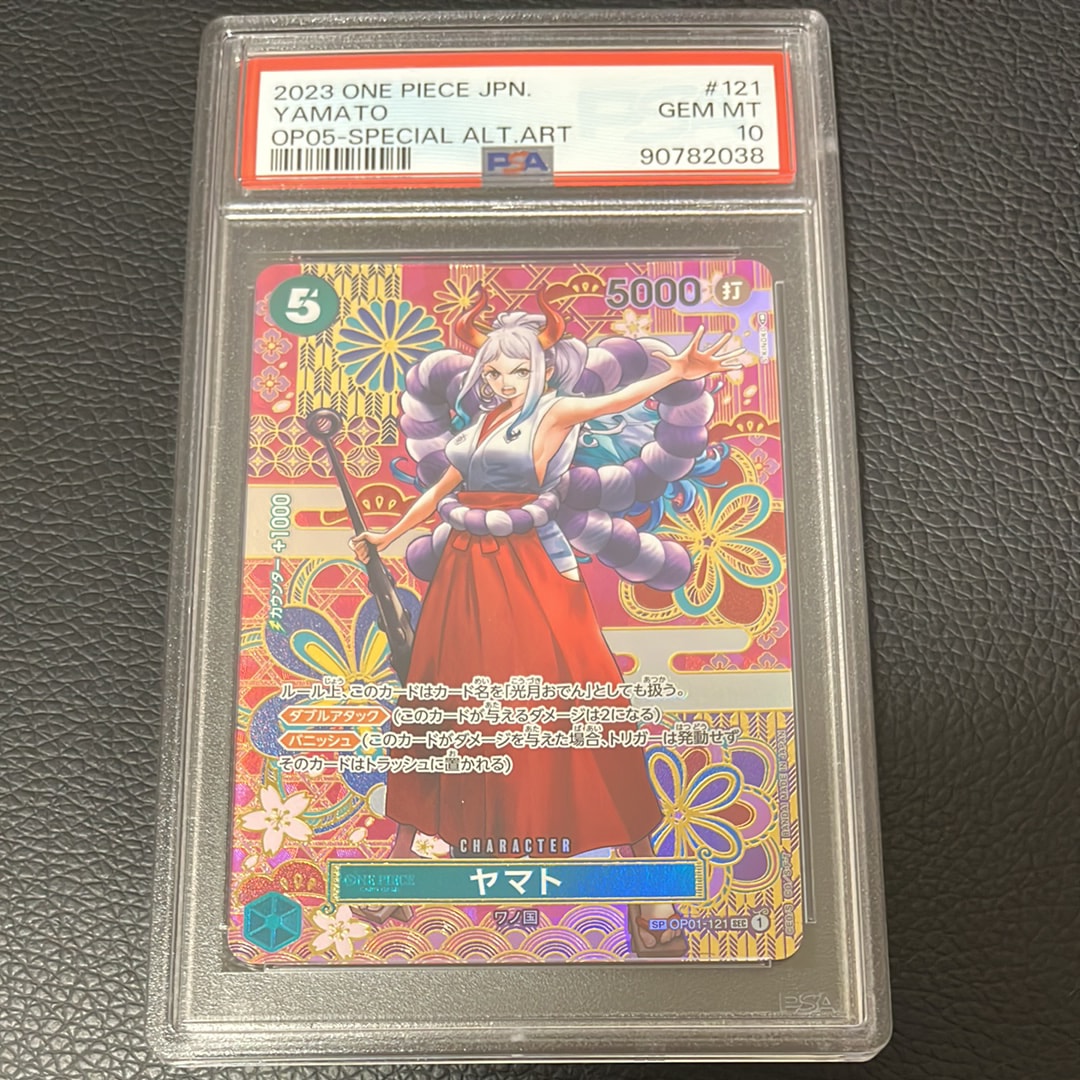 2023 ONE PIECE JPN. #121
YAMATO GEM MT
OP05-SPECIAL ALT.ART 10
PSA 90782038
5 5000 打
カウンター +1000
ルール上、このカードはカード名を「光月おでん」としても扱う。
ダブルアタック (このカードが与えるダメージは2になる)
バニッシュ (このカードがダメージを与えた場合、トリガーは発動せず
そのカードはトラッシュに置かれる)
CHARACTER
ONE PIECE
CARD GAME
ヤマト
ワノ国
SP OP01-121 SEC 1
PSA